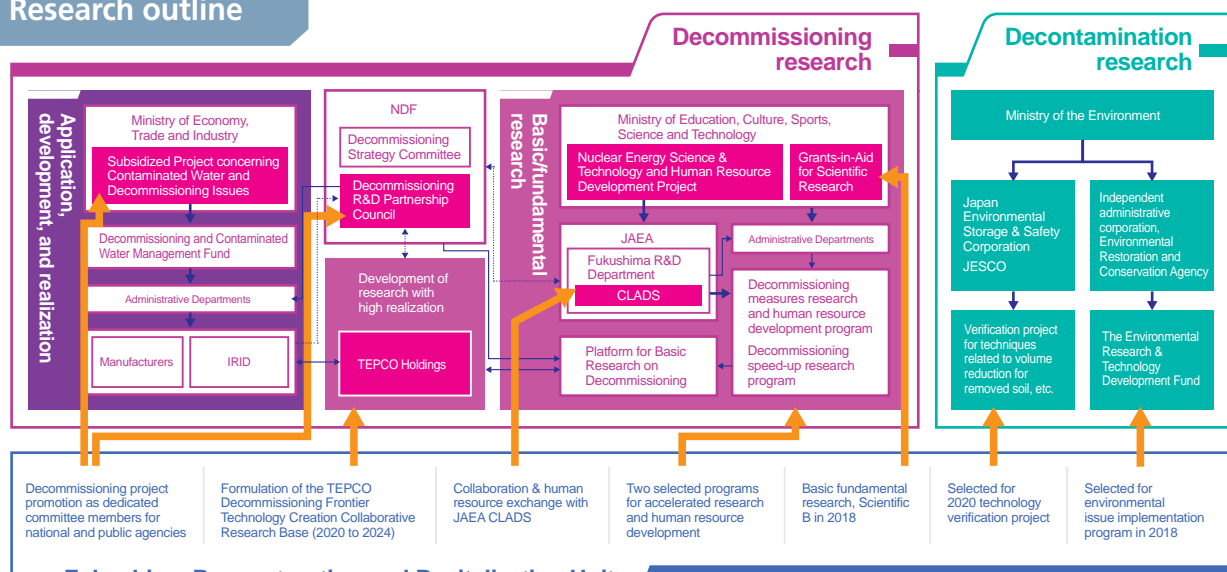 Research outline
Decommissioning
research
Decontamination
research
Application,
development, and realization
Ministry of Economy,
Trade and Industry
Subsidized Project concerning
Contaminated Water and
Decommissioning Issues
Decommissioning and Contaminated
Water Management Fund
Administrative Departments
Manufacturers
IRID
NDF
Decommissioning
Strategy Committee
Decommissioning
R&D Partnership
Council
Development of
research with
high realization
TEPCO Holdings
Basic/fundamental
research
Ministry of Education, Culture, Sports,
Science and Technology
Nuclear Energy Science &
Technology and Human Resource
Development Project
Grants-in-Aid
for Scientific
Research
JAEA
Fukushima R&D
Department
CLADS
Administrative Departments
Decommissioning
measures research
and human resource
development program
Decommissioning
speed-up research
program
Platform for Basic
Research on
Decommissioning
Ministry of the Environment
Japan
Environmental
Storage & Safety
Corporation
JESCO
Independent
administrative
corporation,
Environmental
Restoration and
Conservation Agency
Verification project
for techniques
related to volume
reduction for
removed soil, etc.
The Environmental
Research &
Technology
Development Fund
Decommissioning project
promotion as dedicated
committee members for
national and public agencies
Formulation of the TEPCO
Decommissioning Frontier
Technology Creation Collaborative
Research Base (2020 to 2024)
Collaboration & human
resource exchange with
JAEA CLADS
Two selected programs
for accelerated research
and human resource
development
Basic fundamental
research, Scientific
B in 2018
Selected for
2020 technology
verification project
Selected for
environmental
issue implementation
program in 2018